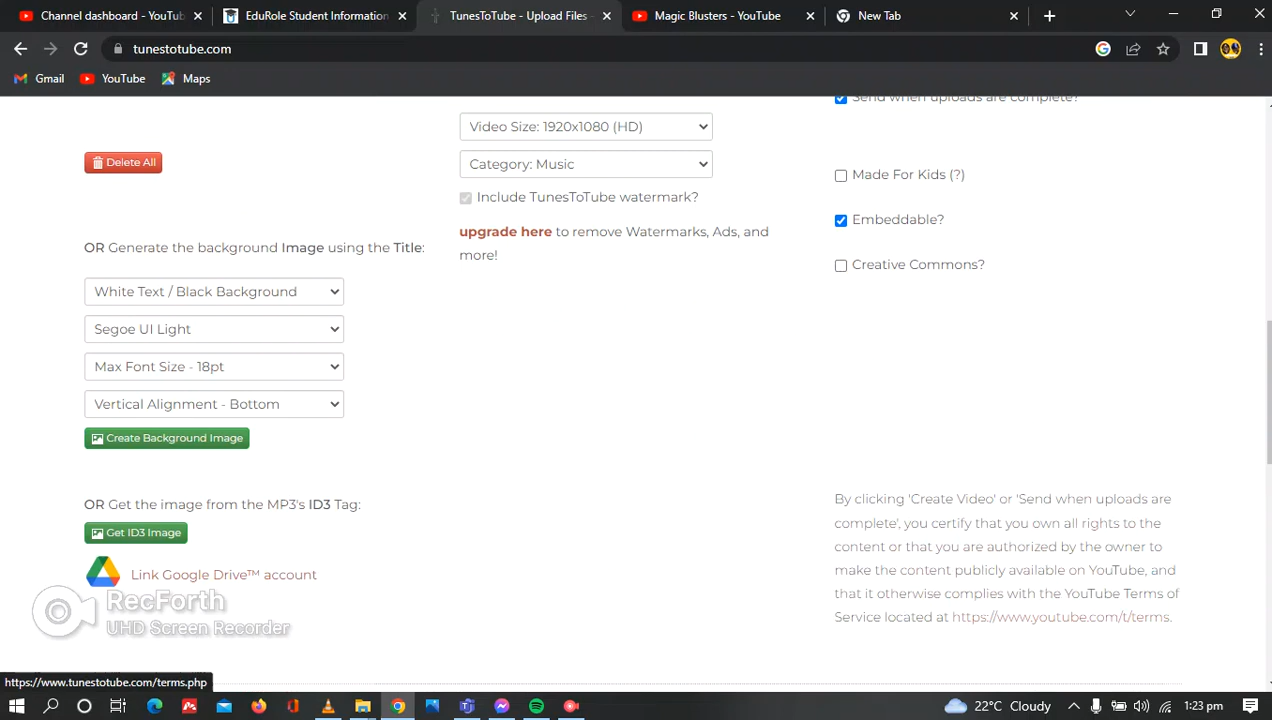 Channel dashboard - YouTub
EduRole Student Information
TunesToTube - Upload Files -
Magic Blusters - YouTube
New Tab
tunestotube.com
Gmail
YouTube
Maps
Send when uploads are complete?
Video Size: 1920x1080 (HD)
Delete All
Category: Music
Made For Kids (?)
Include TunesToTube watermark?
Embeddable?
upgrade here to remove Watermarks, Ads, and
more!
OR Generate the background Image using the Title:
Creative Commons?
White Text / Black Background
Segoe UI Light
Max Font Size - 18pt
Vertical Alignment - Bottom
Create Background Image
OR Get the image from the MP3's ID3 Tag:
Get ID3 Image
Link Google Drive™ account
By clicking 'Create Video' or 'Send when uploads are
complete', you certify that you own all rights to the
content or that you are authorized by the owner to
make the content publicly available on YouTube, and
that it otherwise complies with the YouTube Terms of
Service located at https://www.youtube.com/t/terms.
RecForth
UHD Screen Recorder
https://www.tunestotube.com/terms.php
22°C Cloudy
1:23 pm